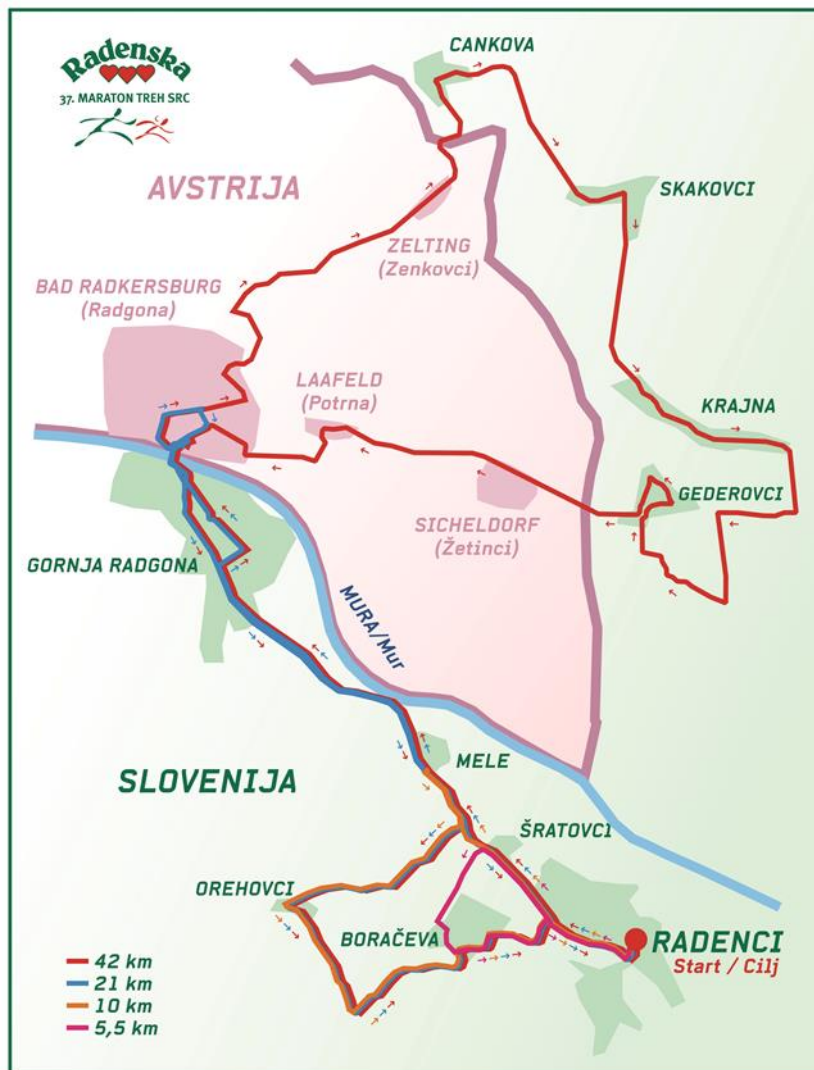 Radenska
37. MARATON TREH SRC
CANKOVA
AVSTRIJA
SKAKOVCI
ZELTING
(Zenkovci)
BAD RADKERSBURG
(Radgona)
LAAFELD
(Potrna)
KRAJNA
GEDEROVCI
SICHELDORF
(Žetinci)
GORNJA RADGONA
MURA/Mur
MELE
SLOVENIJA
ŠRATOVCI
OREHOVCI
BORAČEVA
RADENCI
Start / Cilj
42 km
21 km
10 km
5,5 km